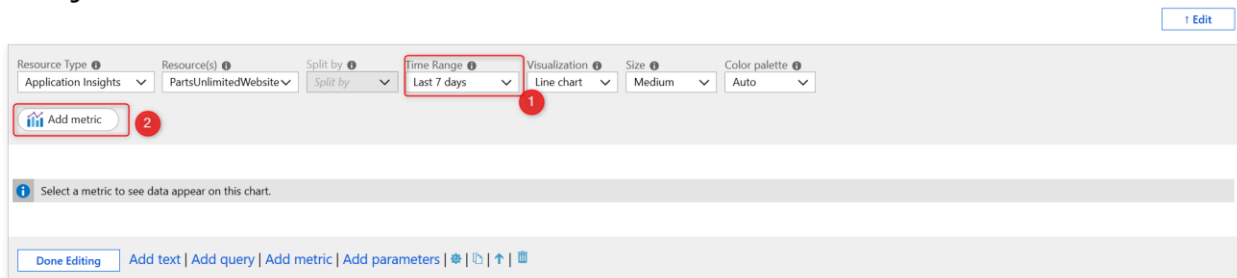 ↑ Edit
Resource Type Resource(s) Split by Time Range Visualization Size Color palette
Application Insights PartsUnlimitedWebsite Split by Last 7 days Line chart Medium Auto
1
Add metric 2
Select a metric to see data appear on this chart.
Done Editing Add text | Add query | Add metric | Add parameters | | | ↑ |